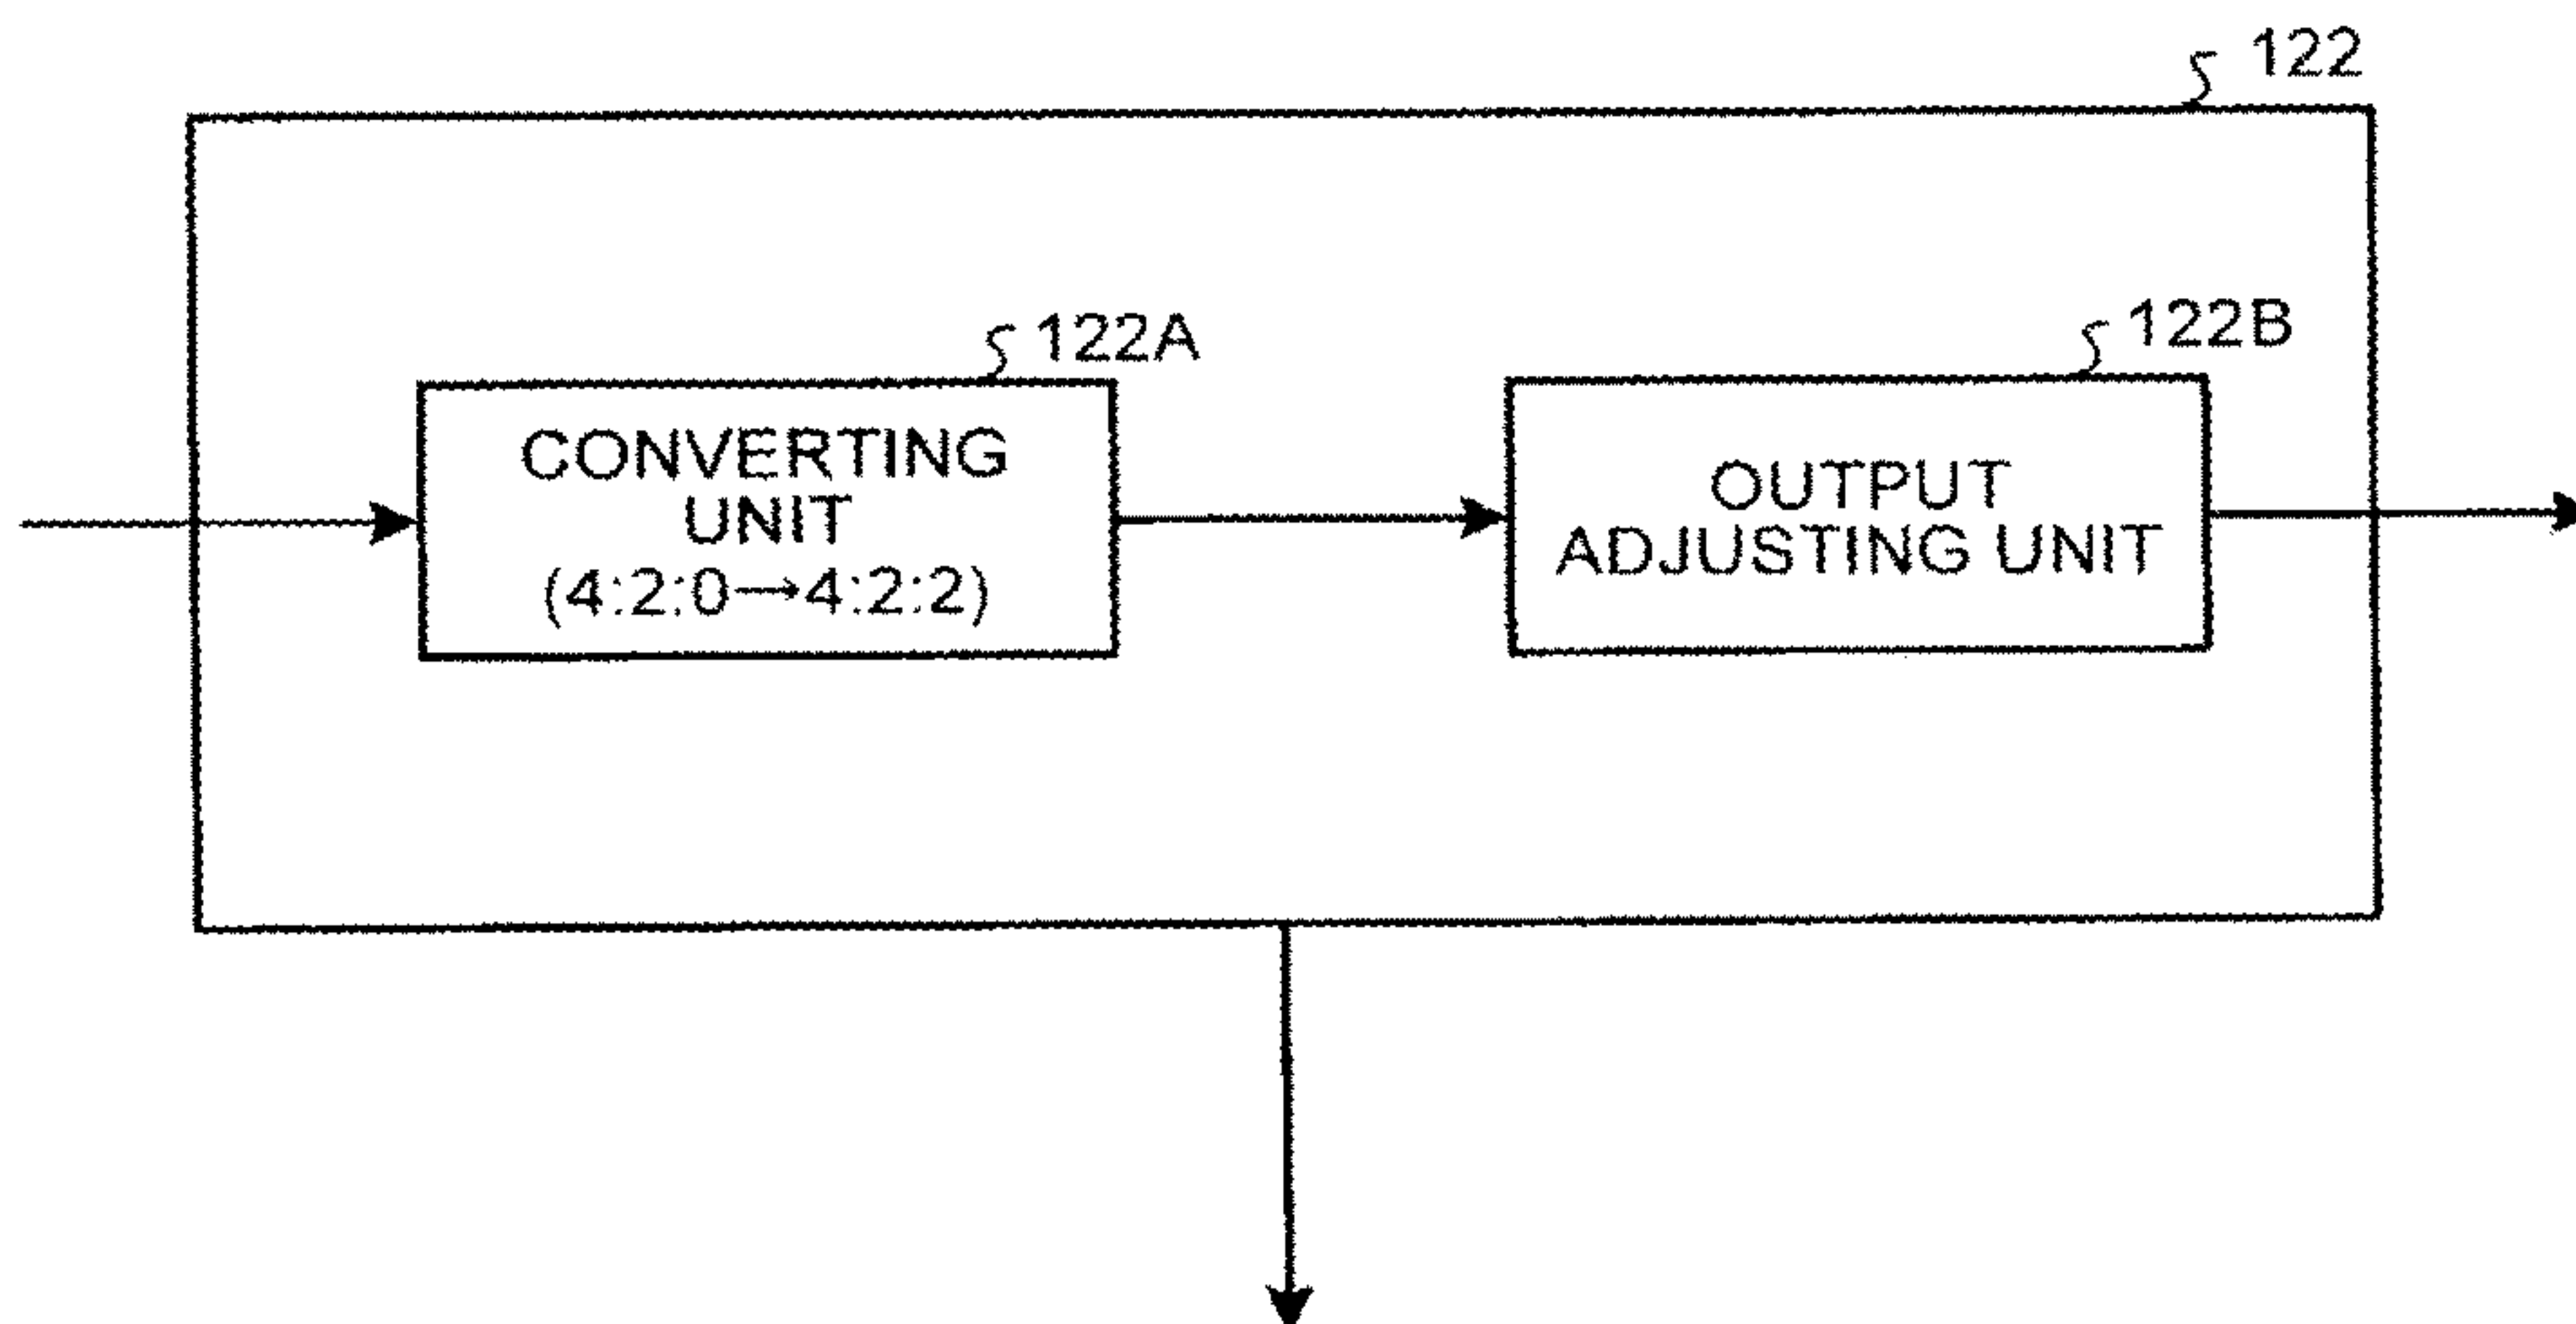 122
122A
CONVERTING
UNIT
(4:2:0→4:2:2)
122B
OUTPUT
ADJUSTING UNIT